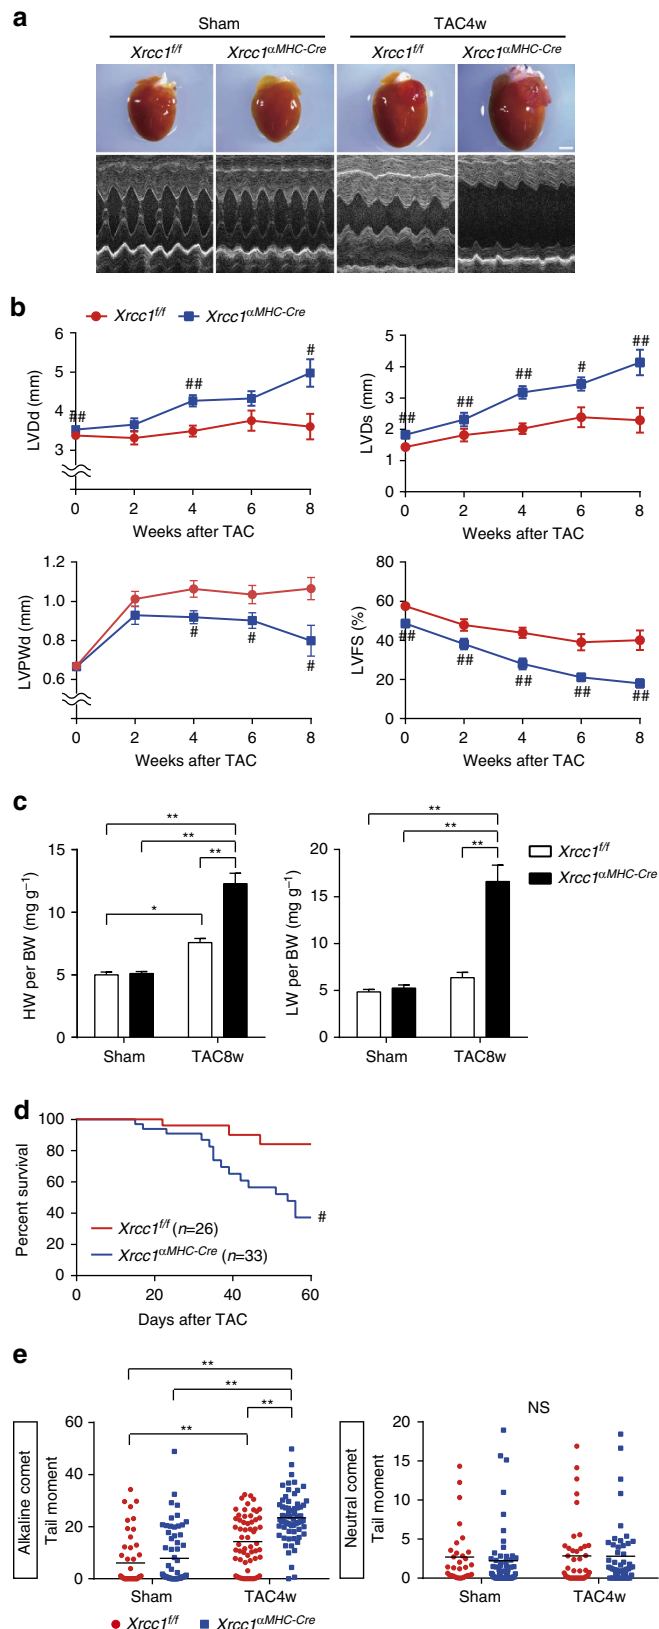 a
Sham TAC4w
Xrcc1f/f Xrcc1αMHC-Cre Xrcc1f/f Xrcc1αMHC-Cre
b
Xrcc1f/f Xrcc1αMHC-Cre
LVDd (mm)
6
5
4
3
##
##
#
0 2 4 6 8
Weeks after TAC
LVDs (mm)
5
4
3
2
1
0
##
##
##
#
##
0 2 4 6 8
Weeks after TAC
LVPWd (mm)
1.2
1.0
0.8
0.6
#
#
#
0 2 4 6 8
Weeks after TAC
LVFS (%)
80
60
40
20
0
##
##
##
##
##
0 2 4 6 8
Weeks after TAC
c
HW per BW (mg g−1)
15
10
5
0
**
**
**
*
Sham TAC8w
LW per BW (mg g−1)
20
15
10
5
0
**
**
**
Sham TAC8w
Xrcc1f/f
Xrcc1αMHC-Cre
d
Percent survival
100
80
60
40
20
0
Xrcc1f/f (n=26)
Xrcc1αMHC-Cre (n=33)
#
0 20 40 60
Days after TAC
e
Alkaline comet
Tail moment
60
40
20
0
**
**
**
**
Sham TAC4w
Neutral comet
Tail moment
20
15
10
5
0
NS
Sham TAC4w
Xrcc1f/f Xrcc1αMHC-Cre